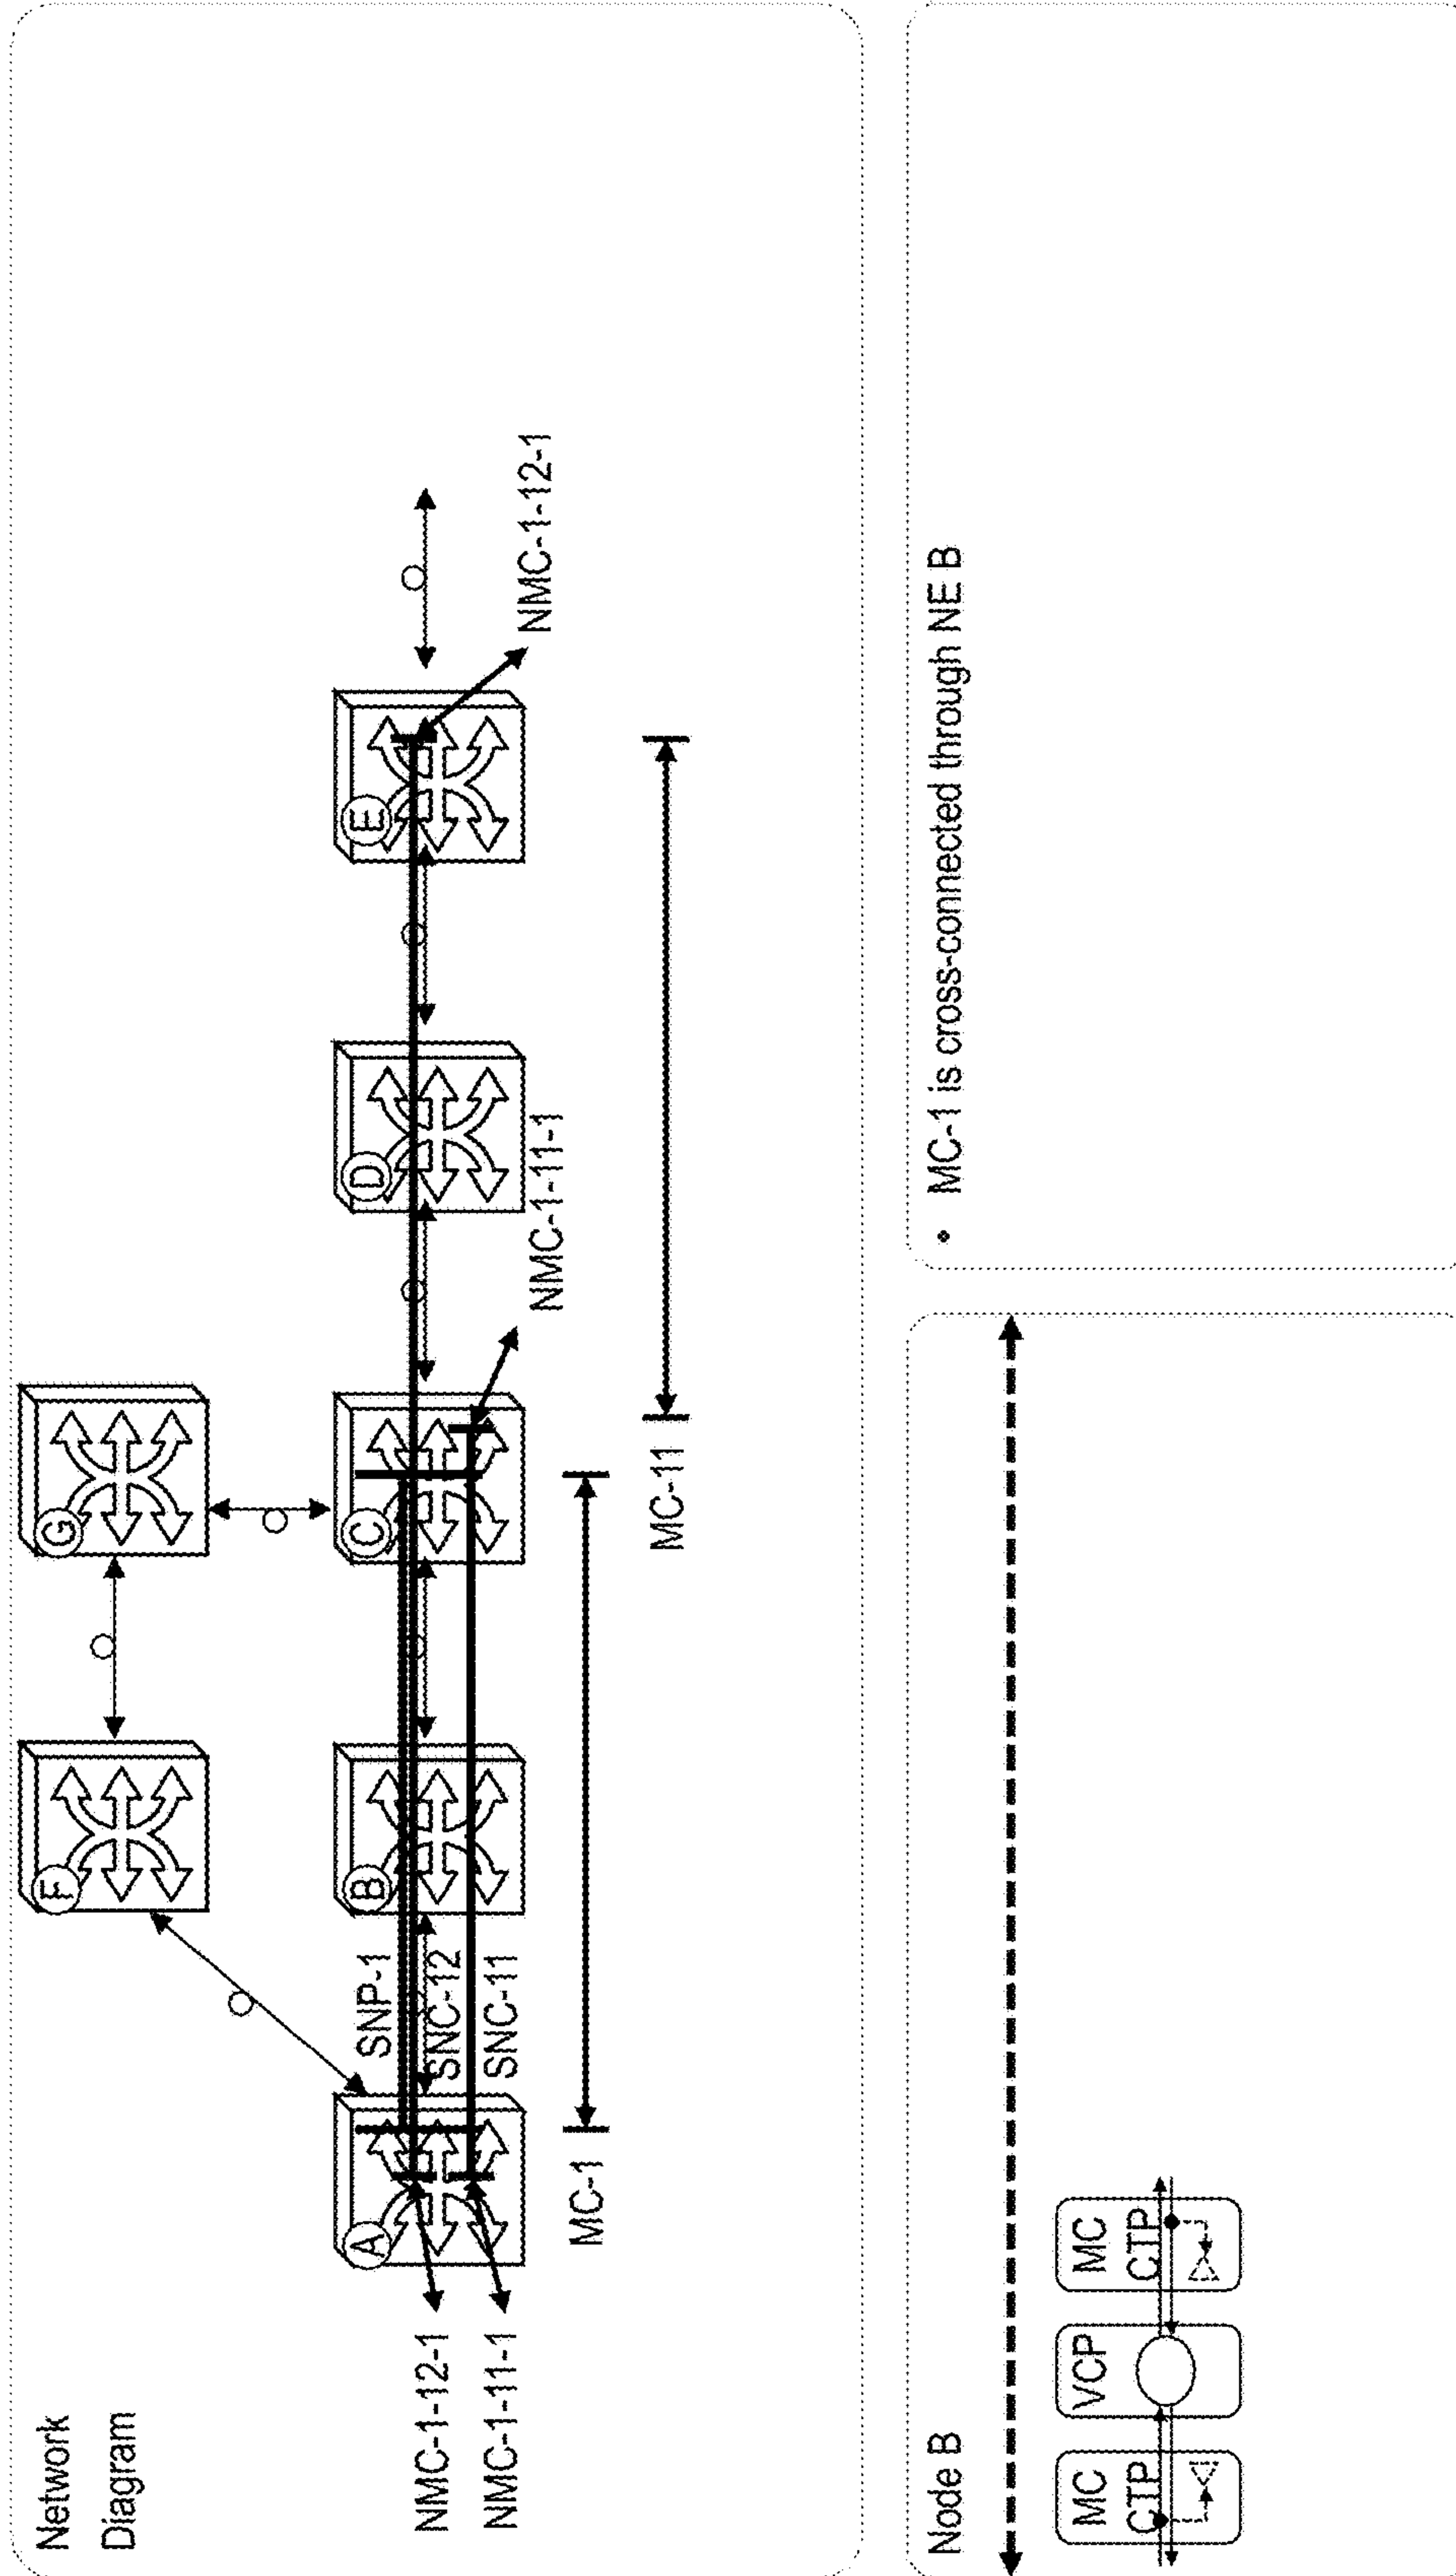 Network
Diagram
F
G
SNP-1
A
B
C
D
E
SNC-12
SNC-11
NMC-1-12-1
NMC-1-11-1
NMC-1-11-1
NMC-1-12-1
MC-1
MC-11
Node B
MC
CTP
VCP
MC
CTP
• MC-1 is cross-connected through NE B